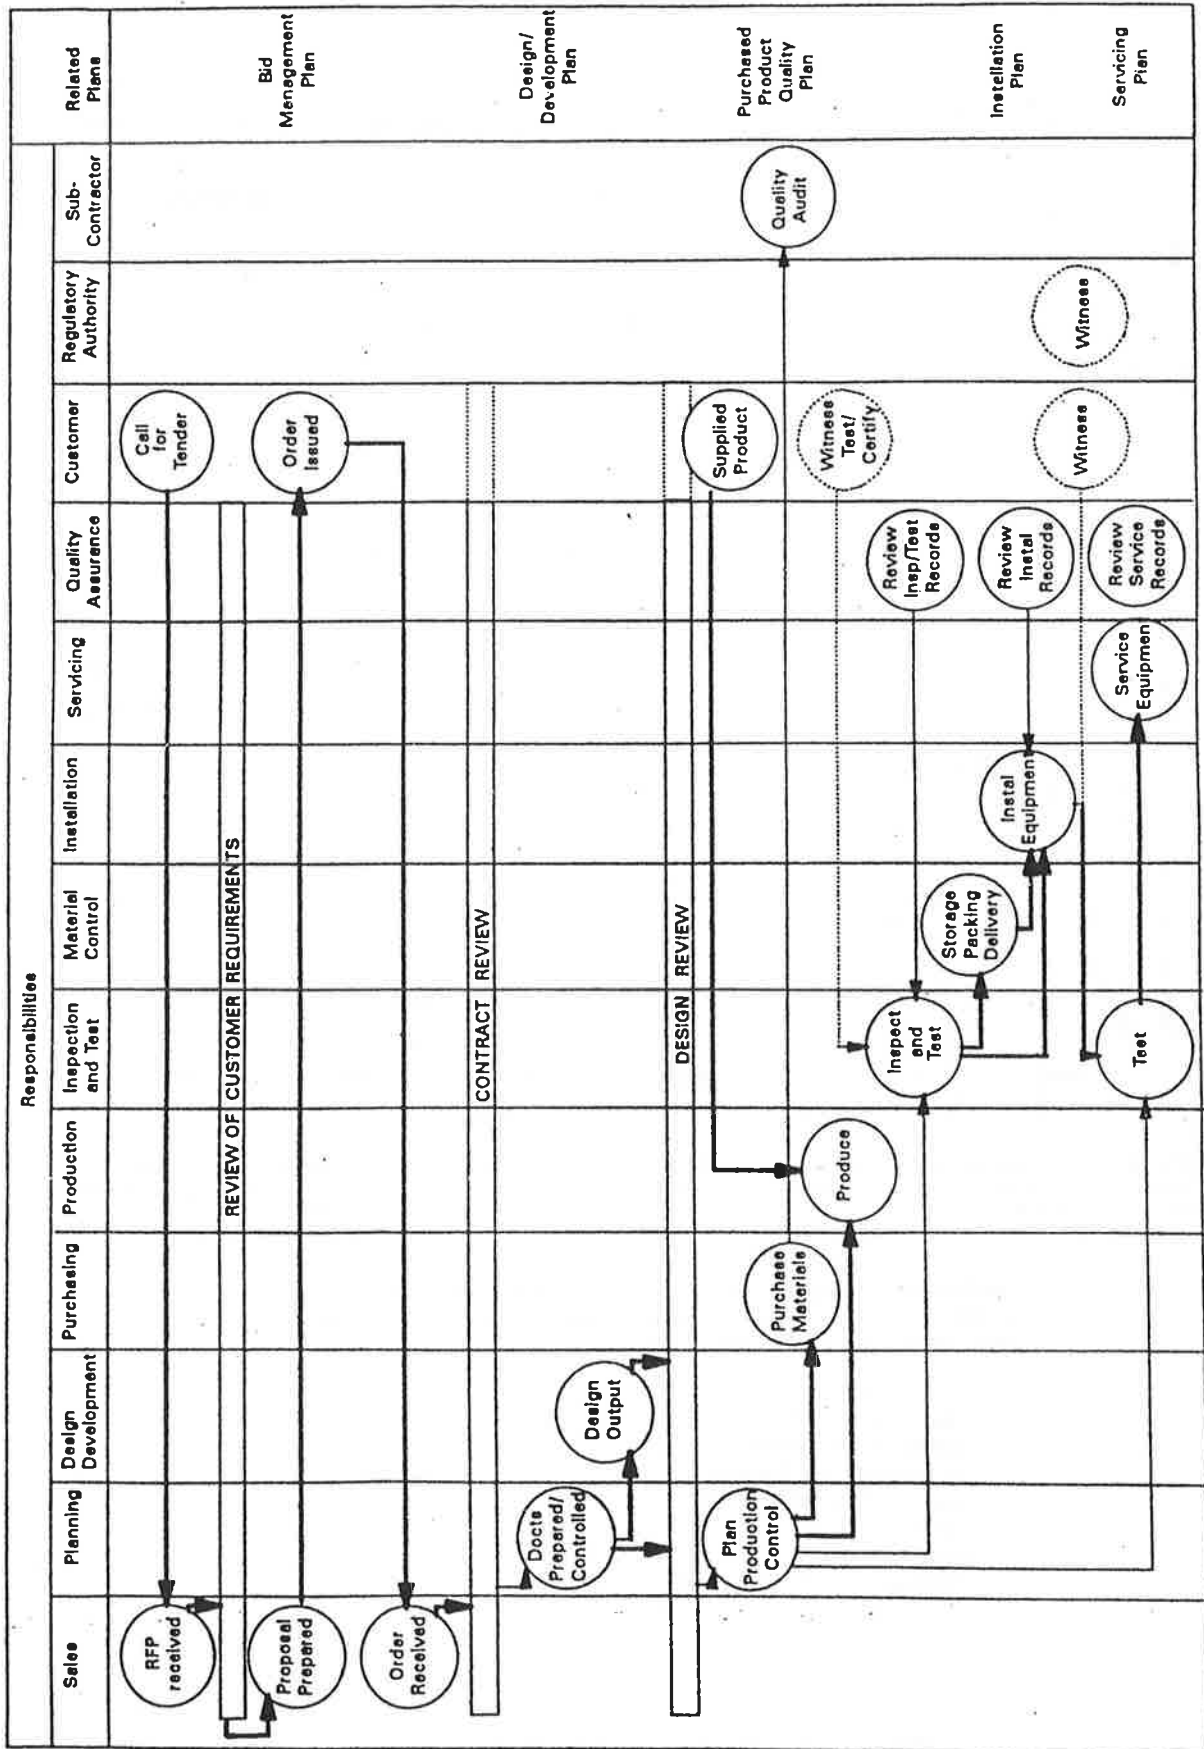 Responsibilities
Sales
Planning
Design
Development
Purchasing
Production
Inspection
and Test
Material
Control
Installation
Servicing
Quality
Assurance
Customer
Regulatory
Authority
Sub-
Contractor
Related
Plans
RFP
received
Call
for
Tender
REVIEW OF CUSTOMER REQUIREMENTS
Bid
Management
Plan
Proposal
Prepared
Order
Issued
Order
Received
CONTRACT REVIEW
Docts
Prepared/
Controlled
Design
Output
Design/
Development
Plan
DESIGN REVIEW
Plan
Production
Control
Supplied
Product
Purchase
Materials
Quality
Audit
Purchased
Product
Quality
Plan
Produce
Witness
Test/
Certify
Inspect
and
Test
Review
Insp/Test
Records
Storage
Packing
Delivery
Instal
Equipment
Review
Instal
Records
Installation
Plan
Witness
Witness
Test
Service
Equipmen
Review
Service
Records
Servicing
Plan